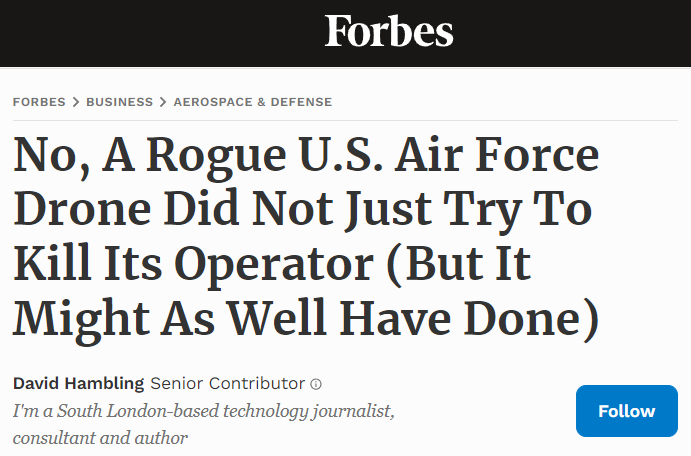 Forbes
FORBES > BUSINESS > AEROSPACE & DEFENSE
No, A Rogue U.S. Air Force
Drone Did Not Just Try To
Kill Its Operator (But It
Might As Well Have Done)
David Hambling Senior Contributor
I'm a South London-based technology journalist,
consultant and author
Follow